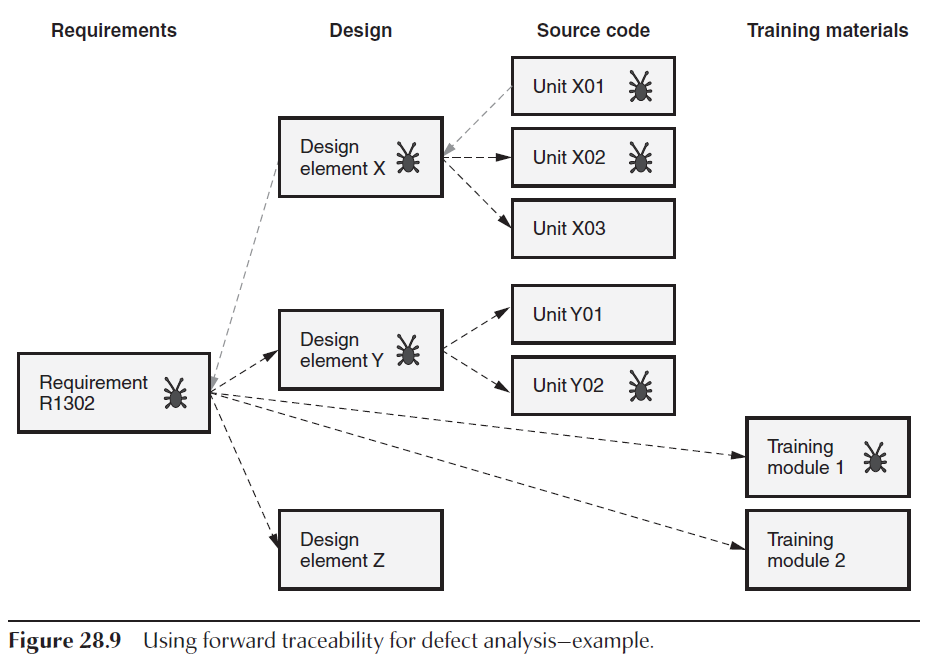 Requirements
Design
Source code
Training materials
Unit X01
Design
element X
Unit X02
Unit X03
Unit Y01
Design
element Y
Unit Y02
Requirement
R1302
Training
module 1
Design
element Z
Training
module 2
Figure 28.9 Using forward traceability for defect analysis—example.